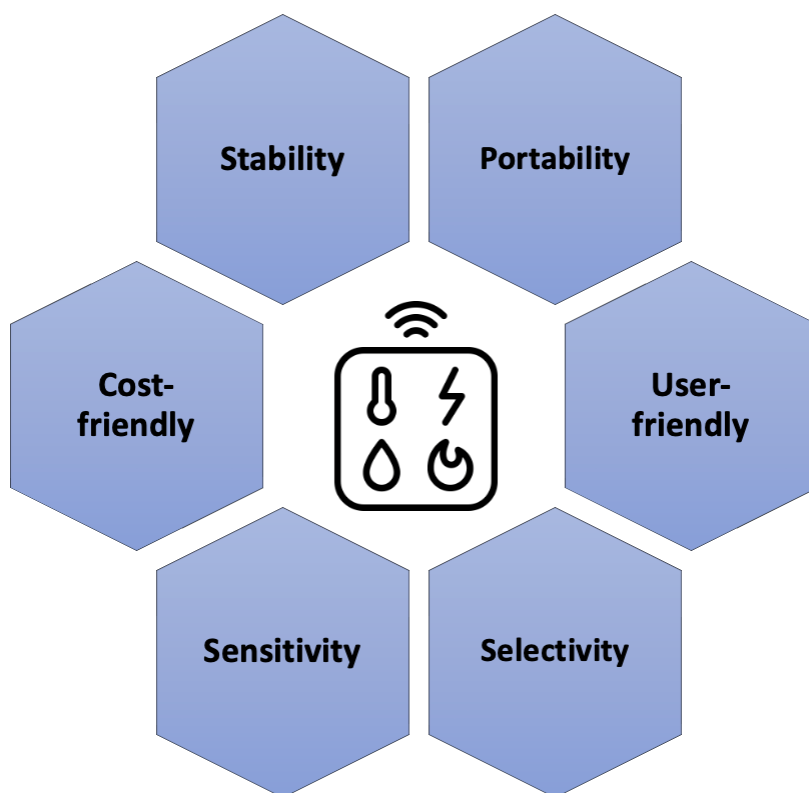 Stability
Portability
Cost-
friendly
User-
friendly
Sensitivity
Selectivity